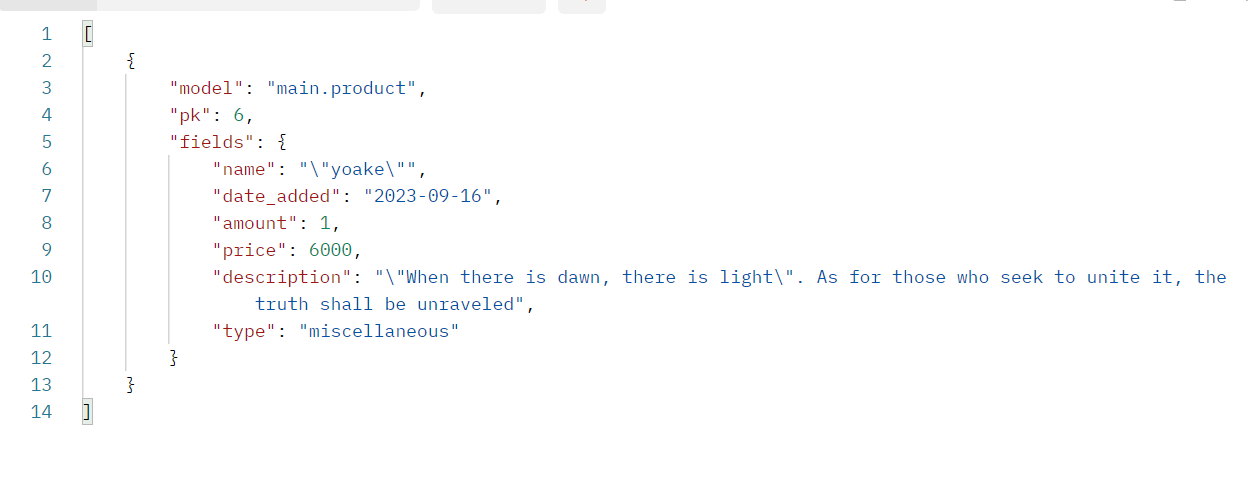 1 [
2 {
3 "model": "main.product",
4 "pk": 6,
5 "fields": {
6 "name": "\"yoake\"",
7 "date_added": "2023-09-16",
8 "amount": 1,
9 "price": 6000,
10 "description": "\"When there is dawn, there is light\". As for those who seek to unite it, the
truth shall be unraveled",
11 "type": "miscellaneous"
12 }
13 }
14 ]